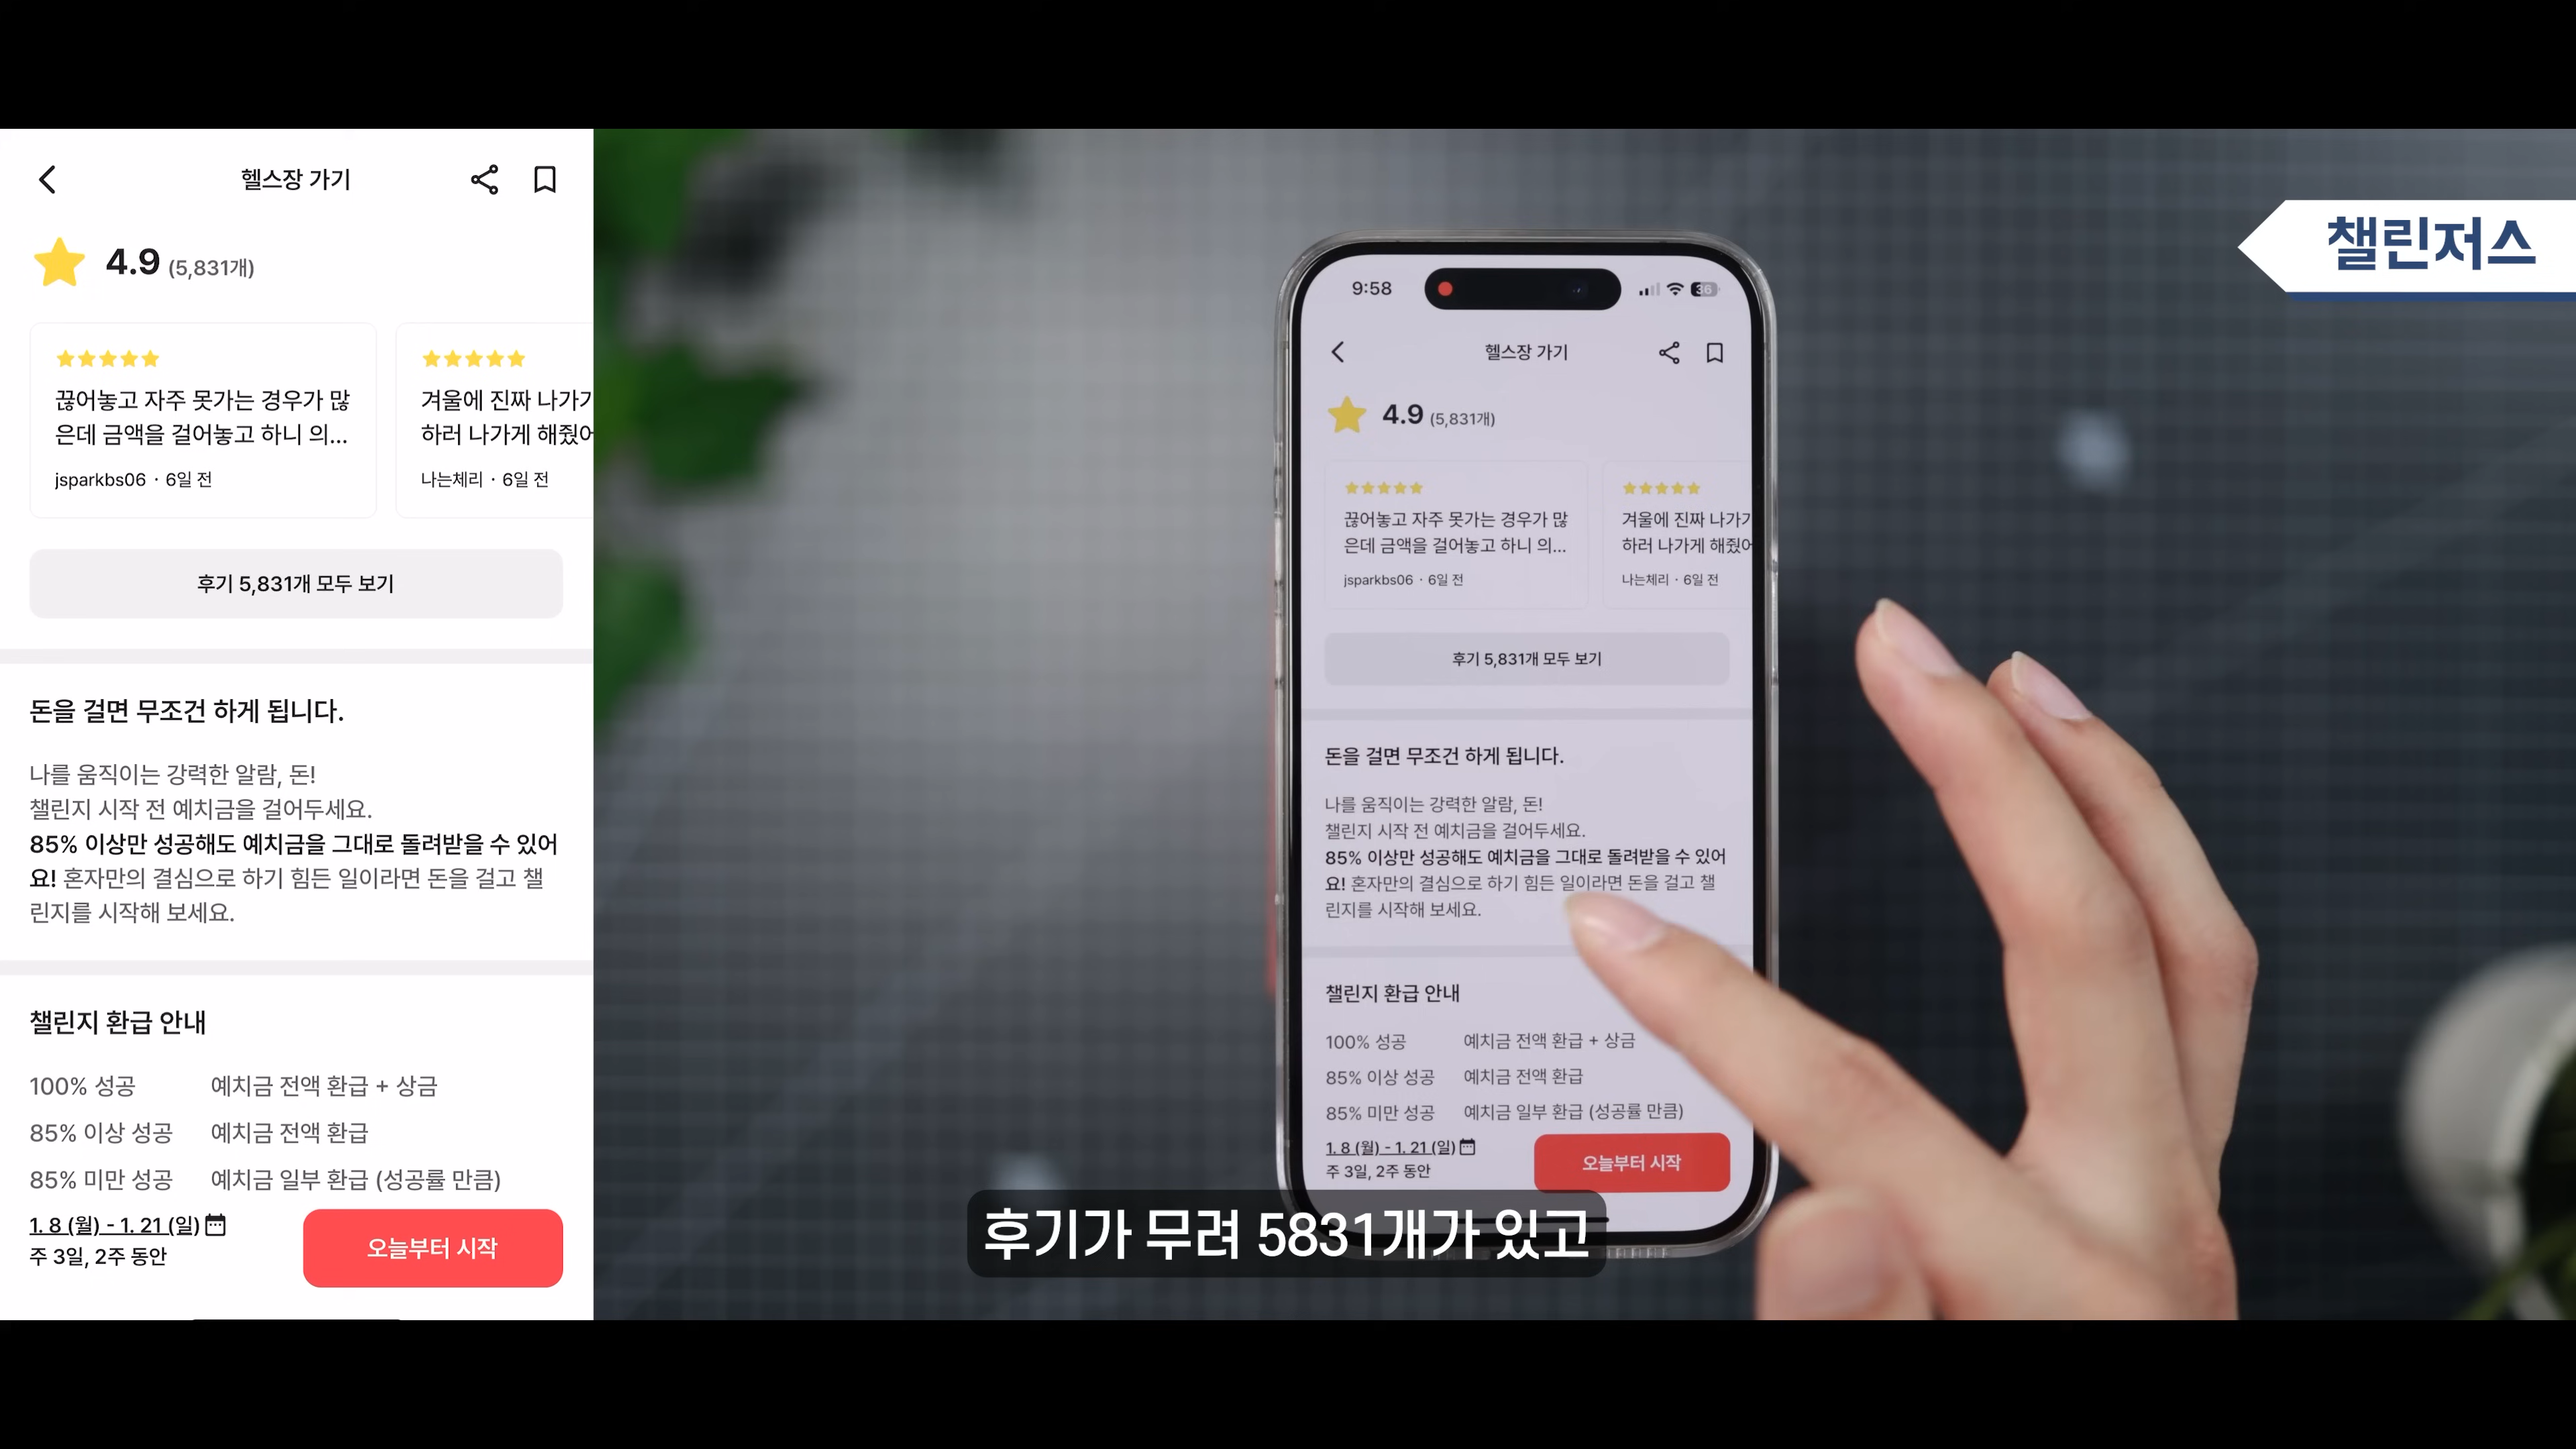 헬스장 가기
4.9 (5,831개)
끊어놓고 자주 못가는 경우가 많
은데 금액을 걸어놓고 하니 의...
jsparkbs06 · 6일 전
겨울에 진짜 나가기
하러 나가게 해줬어
나는체리 · 6일 전
후기 5,831개 모두 보기
돈을 걸면 무조건 하게 됩니다.
나를 움직이는 강력한 알람, 돈!
챌린지 시작 전 예치금을 걸어두세요.
85% 이상만 성공해도 예치금을 그대로 돌려받을 수 있어
요! 혼자만의 결심으로 하기 힘든 일이라면 돈을 걸고 챌
린지를 시작해 보세요.
챌린지 환급 안내
100% 성공 예치금 전액 환급 + 상금
85% 이상 성공 예치금 전액 환급
85% 미만 성공 예치금 일부 환급 (성공률 만큼)
1. 8 (월) - 1. 21 (일)
주 3일, 2주 동안
오늘부터 시작
챌린저스
9:58
36
헬스장 가기
4.9 (5,831개)
끊어놓고 자주 못가는 경우가 많
은데 금액을 걸어놓고 하니 의...
jsparkbs06 · 6일 전
겨울에 진짜 나가기
하러 나가게 해줬어
나는체리 · 6일 전
후기 5,831개 모두 보기
돈을 걸면 무조건 하게 됩니다.
나를 움직이는 강력한 알람, 돈!
챌린지 시작 전 예치금을 걸어두세요.
85% 이상만 성공해도 예치금을 그대로 돌려받을 수 있어
요! 혼자만의 결심으로 하기 힘든 일이라면 돈을 걸고 챌
린지를 시작해 보세요.
챌린지 환급 안내
100% 성공 예치금 전액 환급 + 상금
85% 이상 성공 예치금 전액 환급
85% 미만 성공 예치금 일부 환급 (성공률 만큼)
1. 8 (월) - 1. 21 (일)
주 3일, 2주 동안
오늘부터 시작
후기가 무려 5831개가 있고